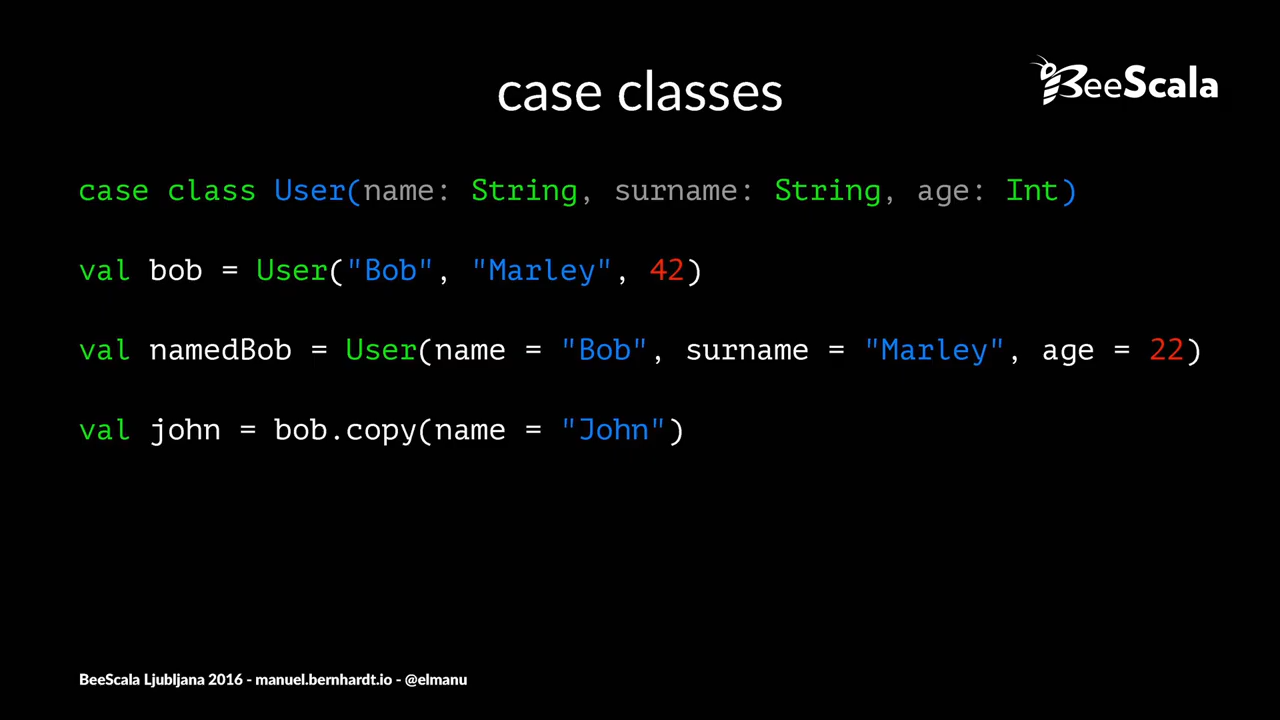 case classes
BeeScala
case class User(name: String, surname: String, age: Int)
val bob = User("Bob", "Marley", 42)
val namedBob = User(name = "Bob", surname = "Marley", age = 22)
val john = bob.copy(name = "John")
BeeScala Ljubljana 2016 - manuel.bernhardt.io - @elmanu